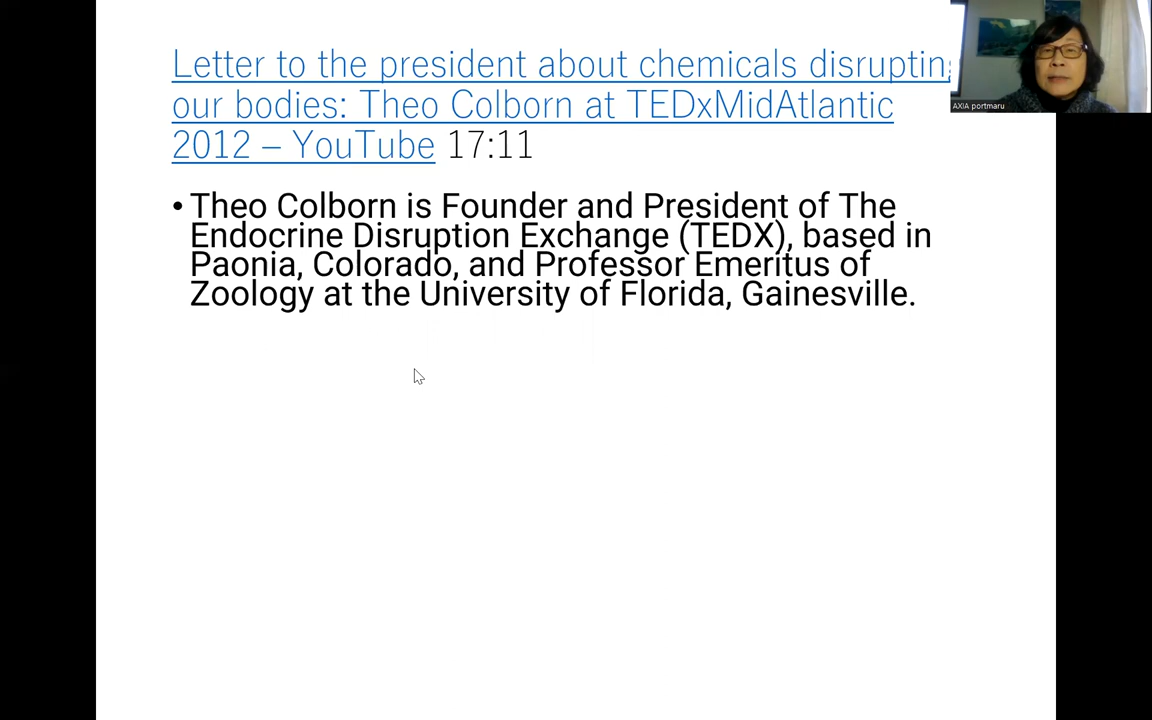 Letter to the president about chemicals disrupting
our bodies: Theo Colborn at TEDxMidAtlantic
2012 – YouTube 17:11
AXIA portmaru
• Theo Colborn is Founder and President of The
Endocrine Disruption Exchange (TEDX), based in
Paonia, Colorado, and Professor Emeritus of
Zoology at the University of Florida, Gainesville.